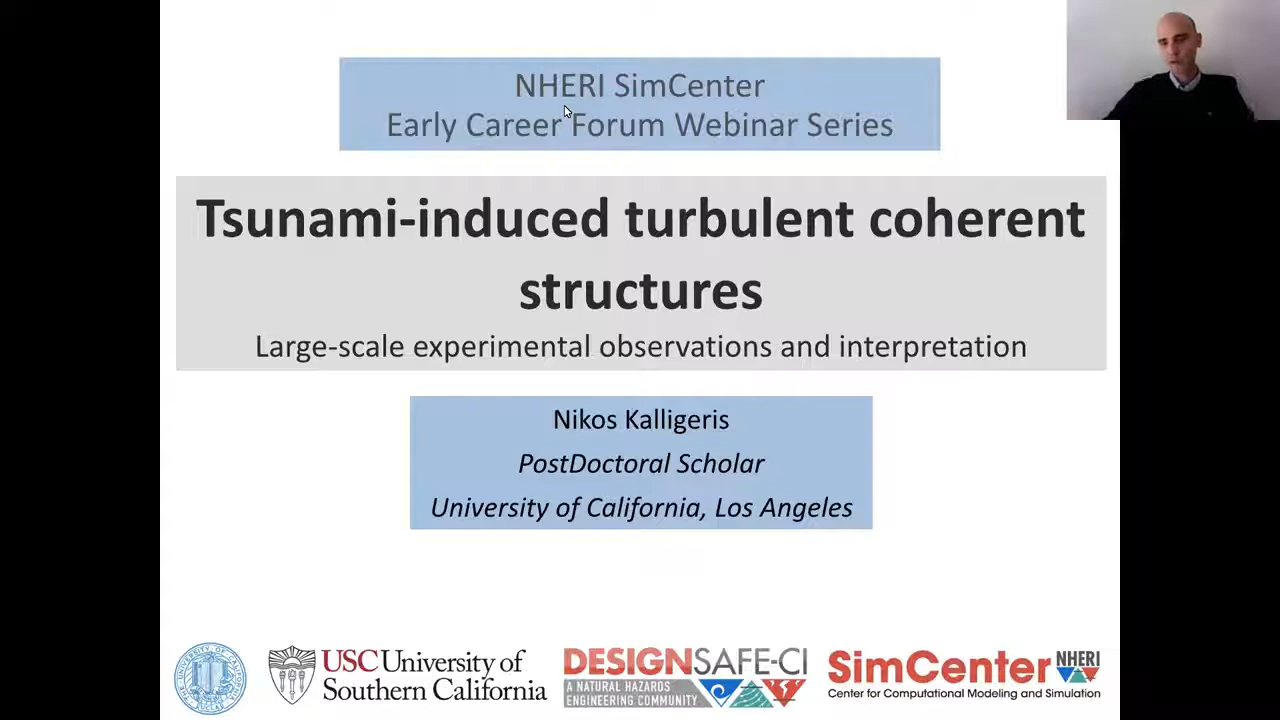 NHERI SimCenter
Early Career Forum Webinar Series
Tsunami-induced turbulent coherent
structures
Large-scale experimental observations and interpretation
Nikos Kalligeris
PostDoctoral Scholar
University of California, Los Angeles
USC University of
Southern California
DESIGNSAFE-CI
A NATURAL HAZARDS
ENGINEERING COMMUNITY
SimCenter NHERI
Center for Computational Modeling and Simulation